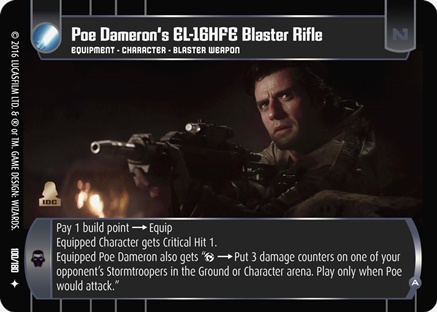 Poe Dameron's EL-16HFE Blaster Rifle
EQUIPMENT - CHARACTER - BLASTER WEAPON
N
© 2016 LUCASFILM LTD. & ® or TM. GAME DESIGN: WIZARDS.
IDC
Pay 1 build point → Equip
Equipped Character gets Critical Hit 1.
Equipped Poe Dameron also gets " → Put 3 damage counters on one of your
opponent's Stormtroopers in the Ground or Character arena. Play only when Poe
would attack."
A